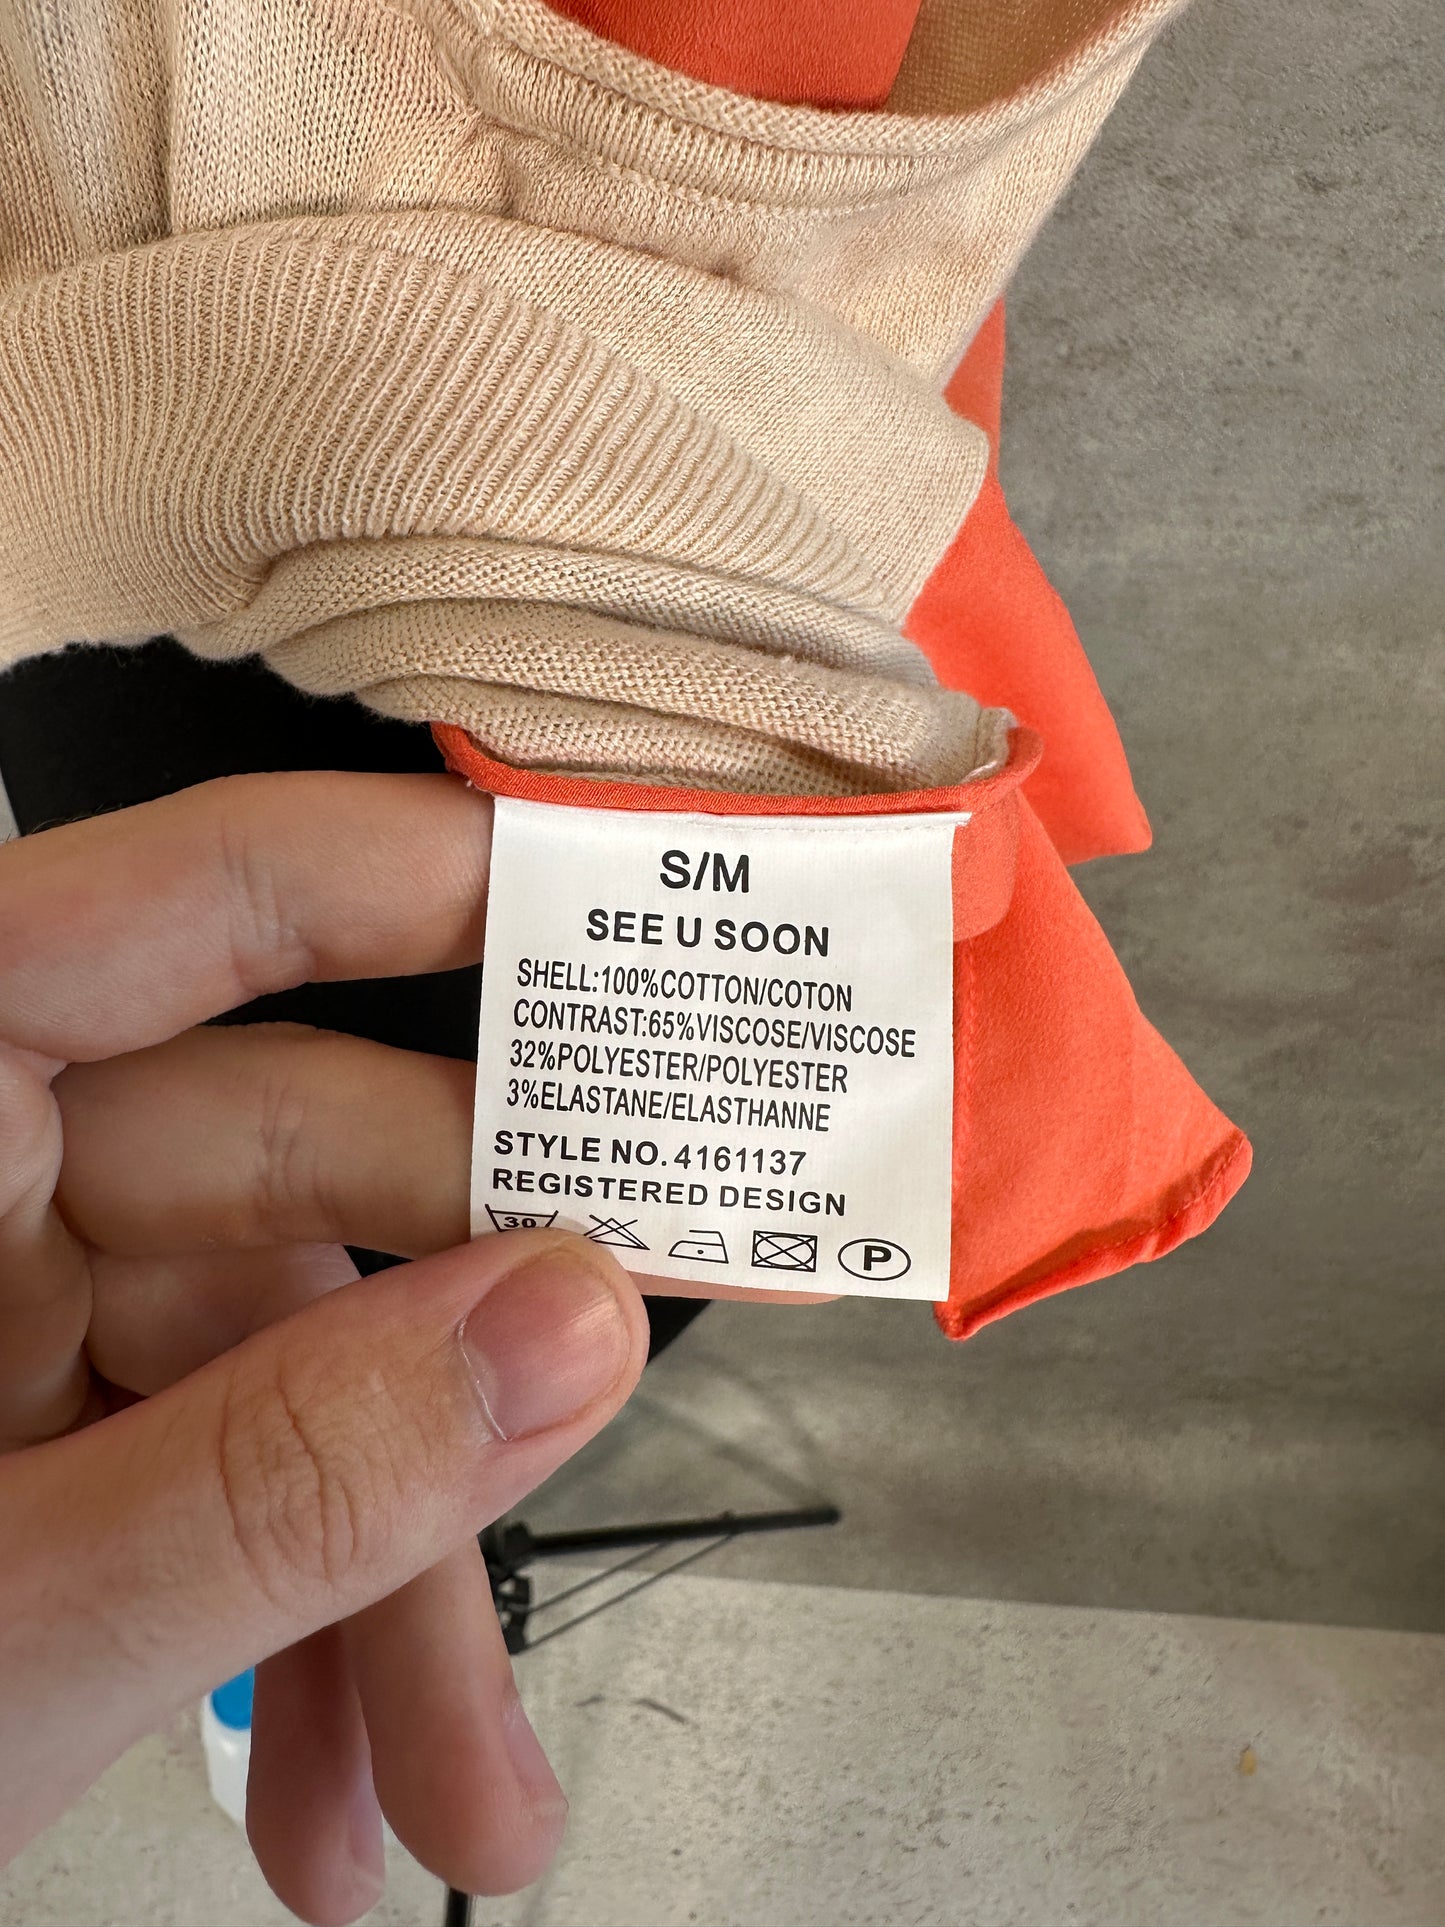 S/M
SEE U SOON
SHELL:100%COTTON/COTON
CONTRAST:65%VISCOSE/VISCOSE
32%POLYESTER/POLYESTER
3%ELASTANE/ELASTHANNE
STYLE NO. 4161137
REGISTERED DESIGN
30 P